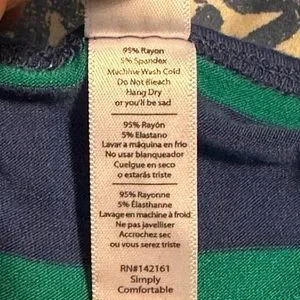 95% Rayon
5% Spandex
Machine Wash Cold
Do Not Bleach
Hang Dry
or you'll be sad
95% Rayón
5% Elastano
Lavar a máquina en frío
No usar blanqueador
Cuelgue en seco
o estarás triste
95% Rayonne
5% Élasthanne
Lavage en machine à froid
Ne pas javelliser
Accrochez sec
ou vous serez triste
RN#142161
Simply
Comfortable